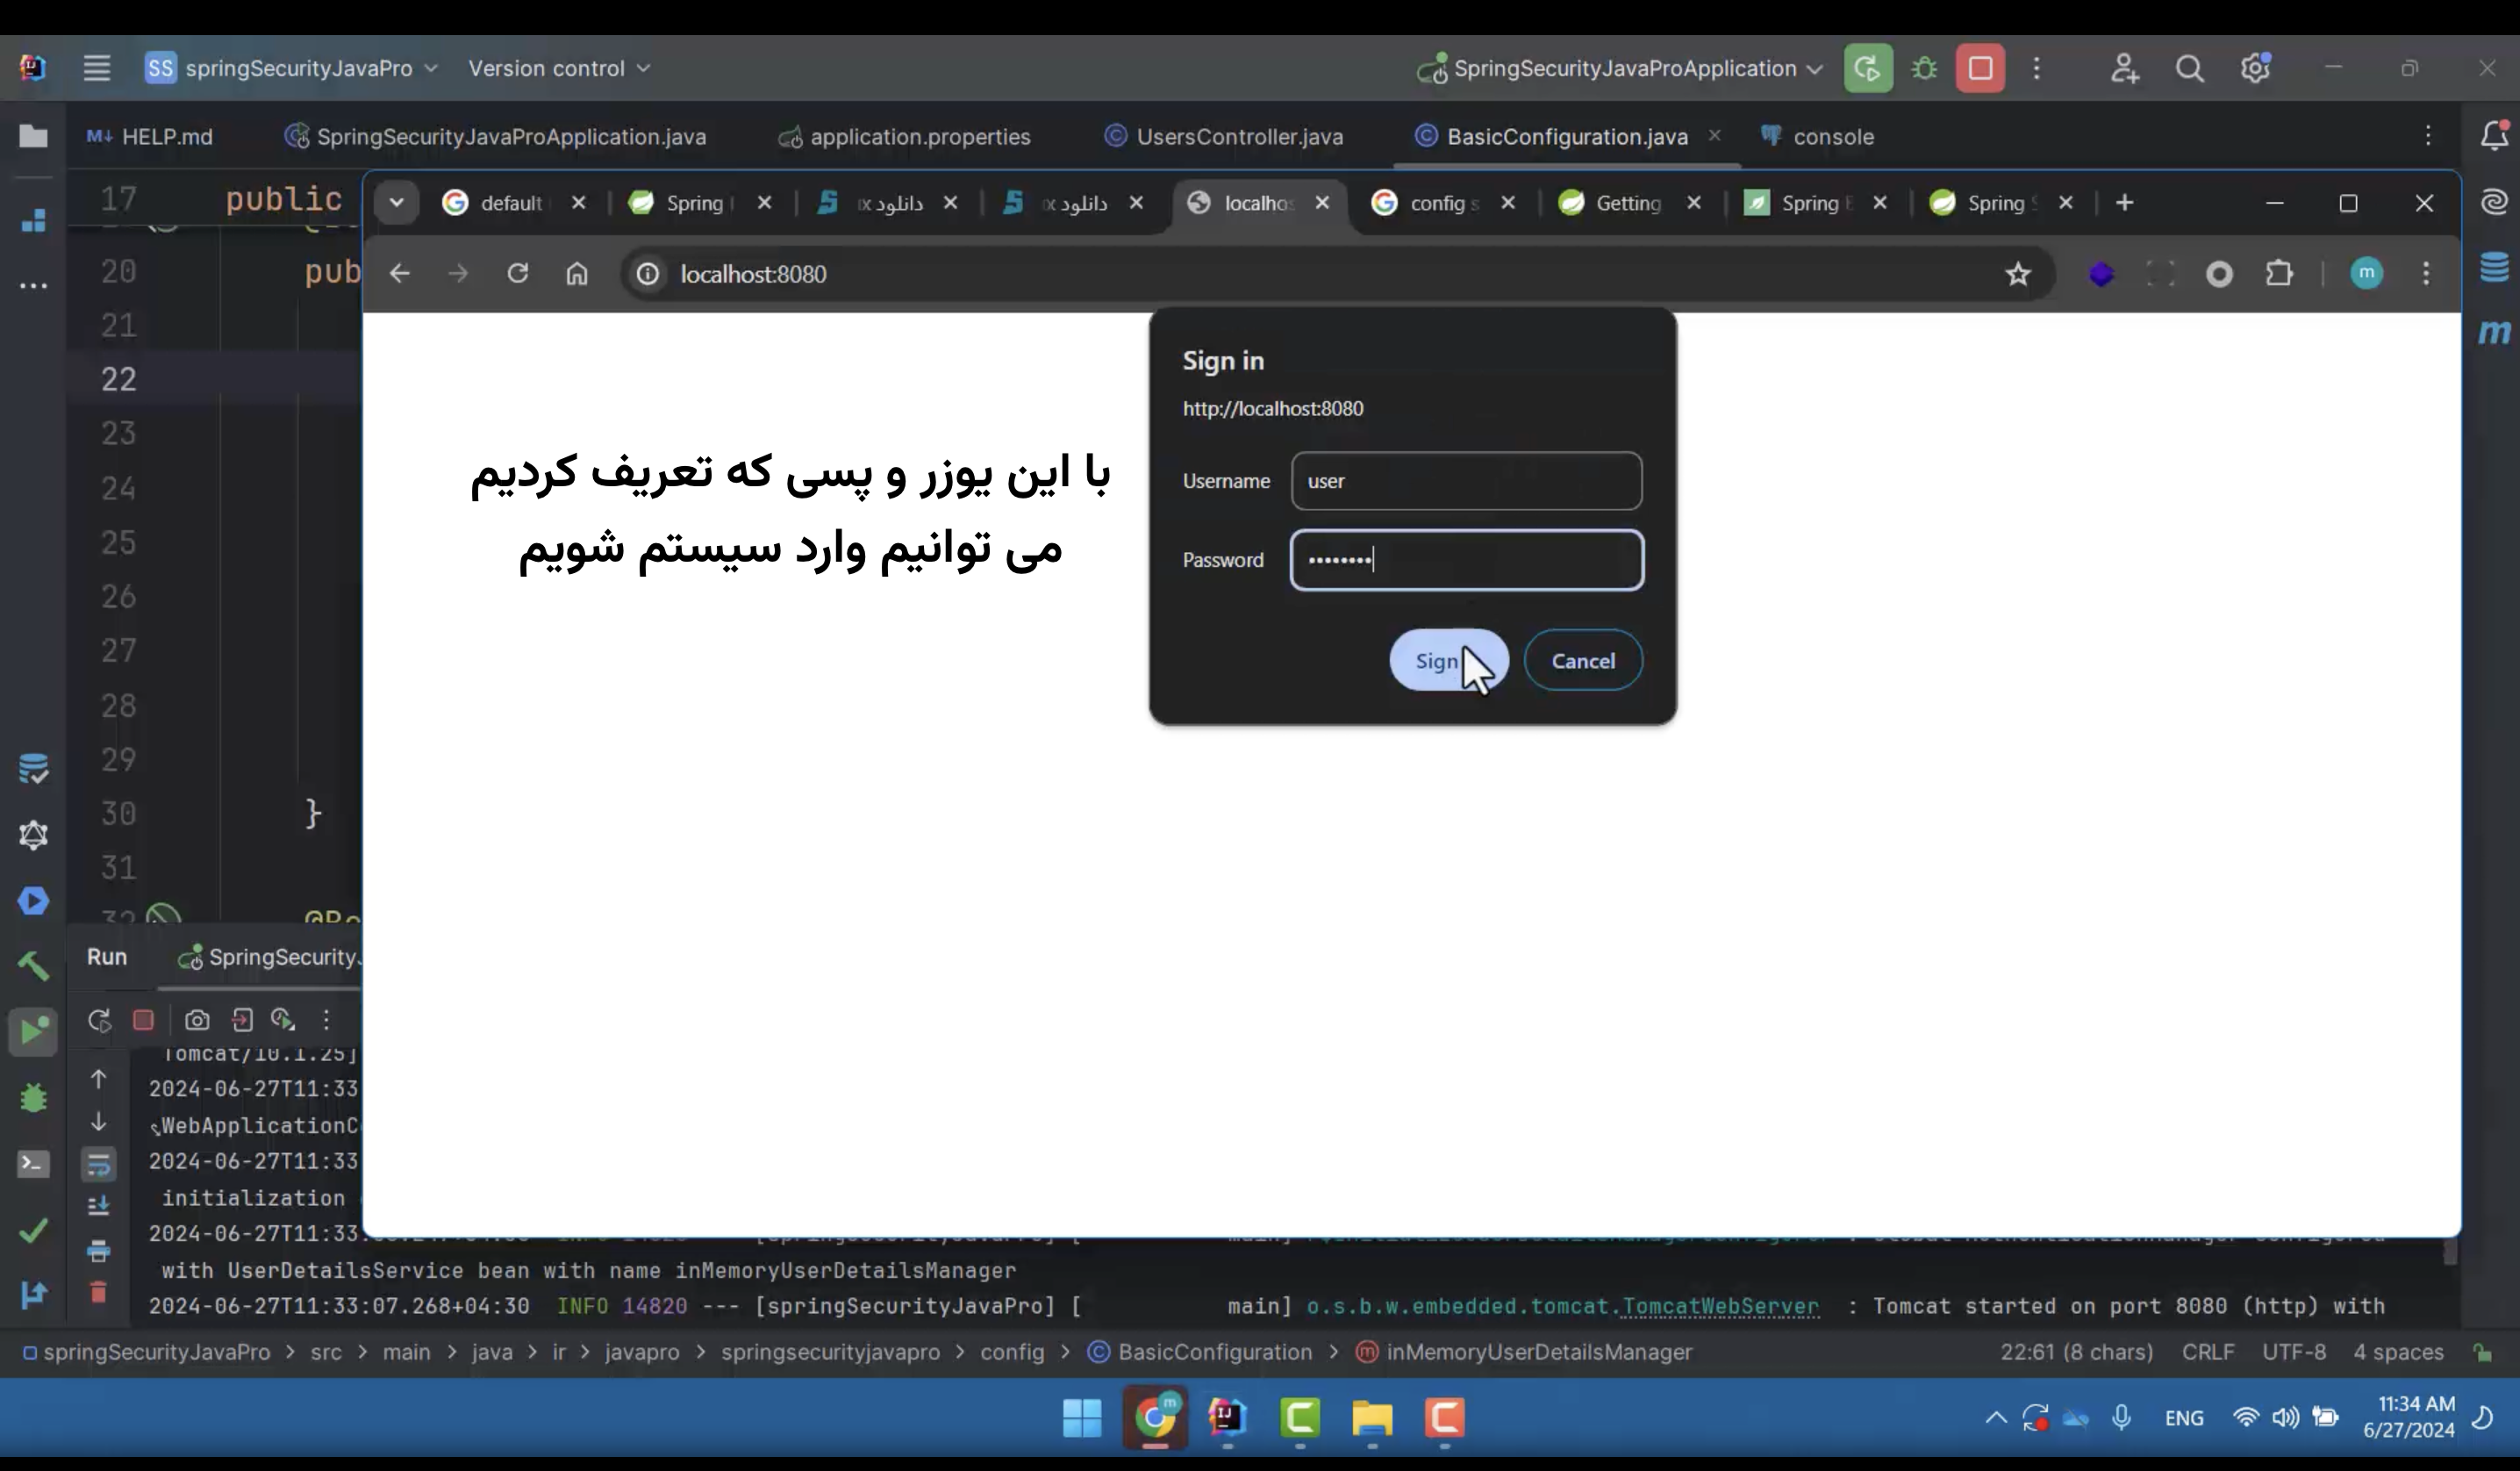 SS springSecurityJavaPro Version control SpringSecurityJavaProApplication
M↓ HELP.md SpringSecurityJavaProApplication.java application.properties UsersController.java BasicConfiguration.java console
17 public
default Spring دانلود دانلود localhos config s Getting Spring Spring
20 pub
localhost:8080
m
21
22
23
24
25
26
27
28
29
30 }
31
32
Sign in
http://localhost:8080
Username user
Password ••••••••
Sign Cancel
با این یوزر و پسی که تعریف کردیم
می توانیم وارد سیستم شویم
Run SpringSecurityJ
Tomcat/10.1.25]
2024-06-27T11:33
WebApplicationC
2024-06-27T11:33
initialization
2024-06-27T11:33
with UserDetailsService bean with name inMemoryUserDetailsManager
2024-06-27T11:33:07.268+04:30 INFO 14820 --- [springSecurityJavaPro] [ main] o.s.b.w.embedded.tomcat.TomcatWebServer : Tomcat started on port 8080 (http) with
springSecurityJavaPro > src > main > java > ir > javapro > springsecurityjavapro > config > BasicConfiguration > inMemoryUserDetailsManager 22:61 (8 chars) CRLF UTF-8 4 spaces
ENG 11:34 AM
6/27/2024